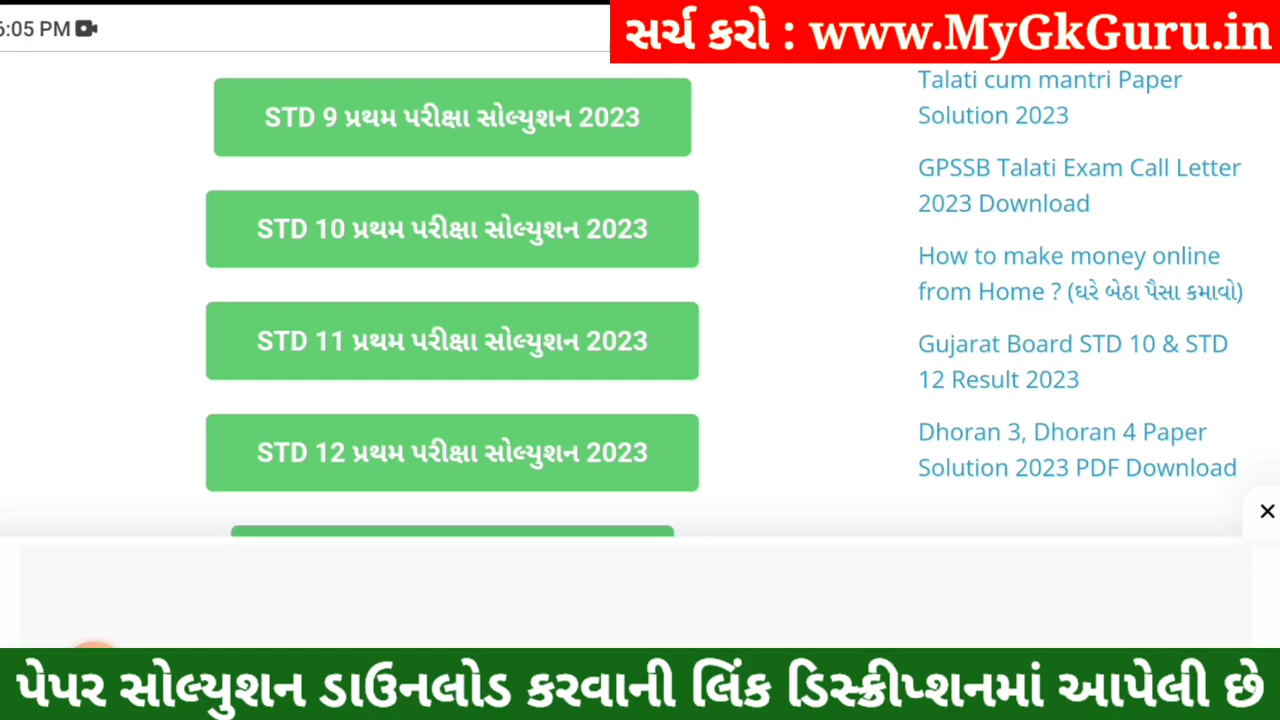 6:05 PM
સર્ચ કરો : www.MyGkGuru.in
STD 9 પ્રથમ પરીક્ષા સોલ્યુશન 2023
STD 10 પ્રથમ પરીક્ષા સોલ્યુશન 2023
STD 11 પ્રથમ પરીક્ષા સોલ્યુશન 2023
STD 12 પ્રથમ પરીક્ષા સોલ્યુશન 2023
Talati cum mantri Paper
Solution 2023
GPSSB Talati Exam Call Letter
2023 Download
How to make money online
from Home ? (ઘરે બેઠા પૈસા કમાવો)
Gujarat Board STD 10 & STD
12 Result 2023
Dhoran 3, Dhoran 4 Paper
Solution 2023 PDF Download
પેપર સોલ્યુશન ડાઉનલોડ કરવાની લિંક ડિસ્ક્રીપ્શનમાં આપેલી છે